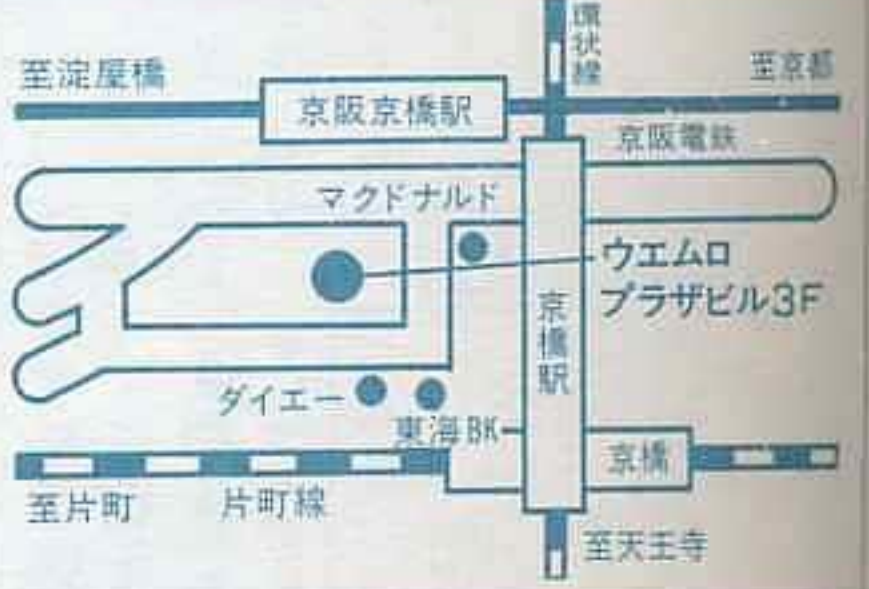 環状線
至淀屋橋
至京都
京阪京橋駅
京阪電鉄
マクドナルド
ウエムロ
プラザビル3F
京橋駅
ダイエー
東海BK
京橋
至片町
片町線
至天王寺